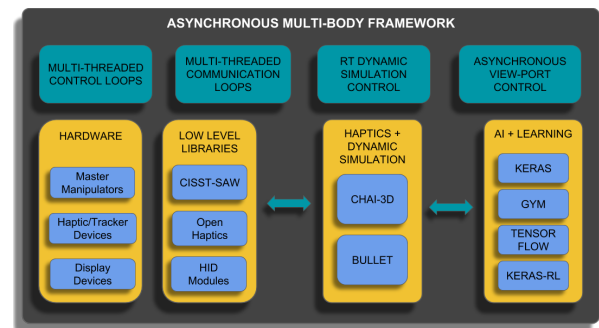 ASYNCHRONOUS MULTI-BODY FRAMEWORK
MULTI-THREADED
CONTROL LOOPS
MULTI-THREADED
COMMUNICATION
LOOPS
RT DYNAMIC
SIMULATION
CONTROL
ASYNCHRONOUS
VIEW-PORT
CONTROL
HARDWARE
Master
Manipulators
Haptic/Tracker
Devices
Display
Devices
LOW LEVEL
LIBRARIES
CISST-SAW
Open
Haptics
HID
Modules
HAPTICS +
DYNAMIC
SIMULATION
CHAI-3D
BULLET
AI + LEARNING
KERAS
GYM
TENSOR
FLOW
KERAS-RL